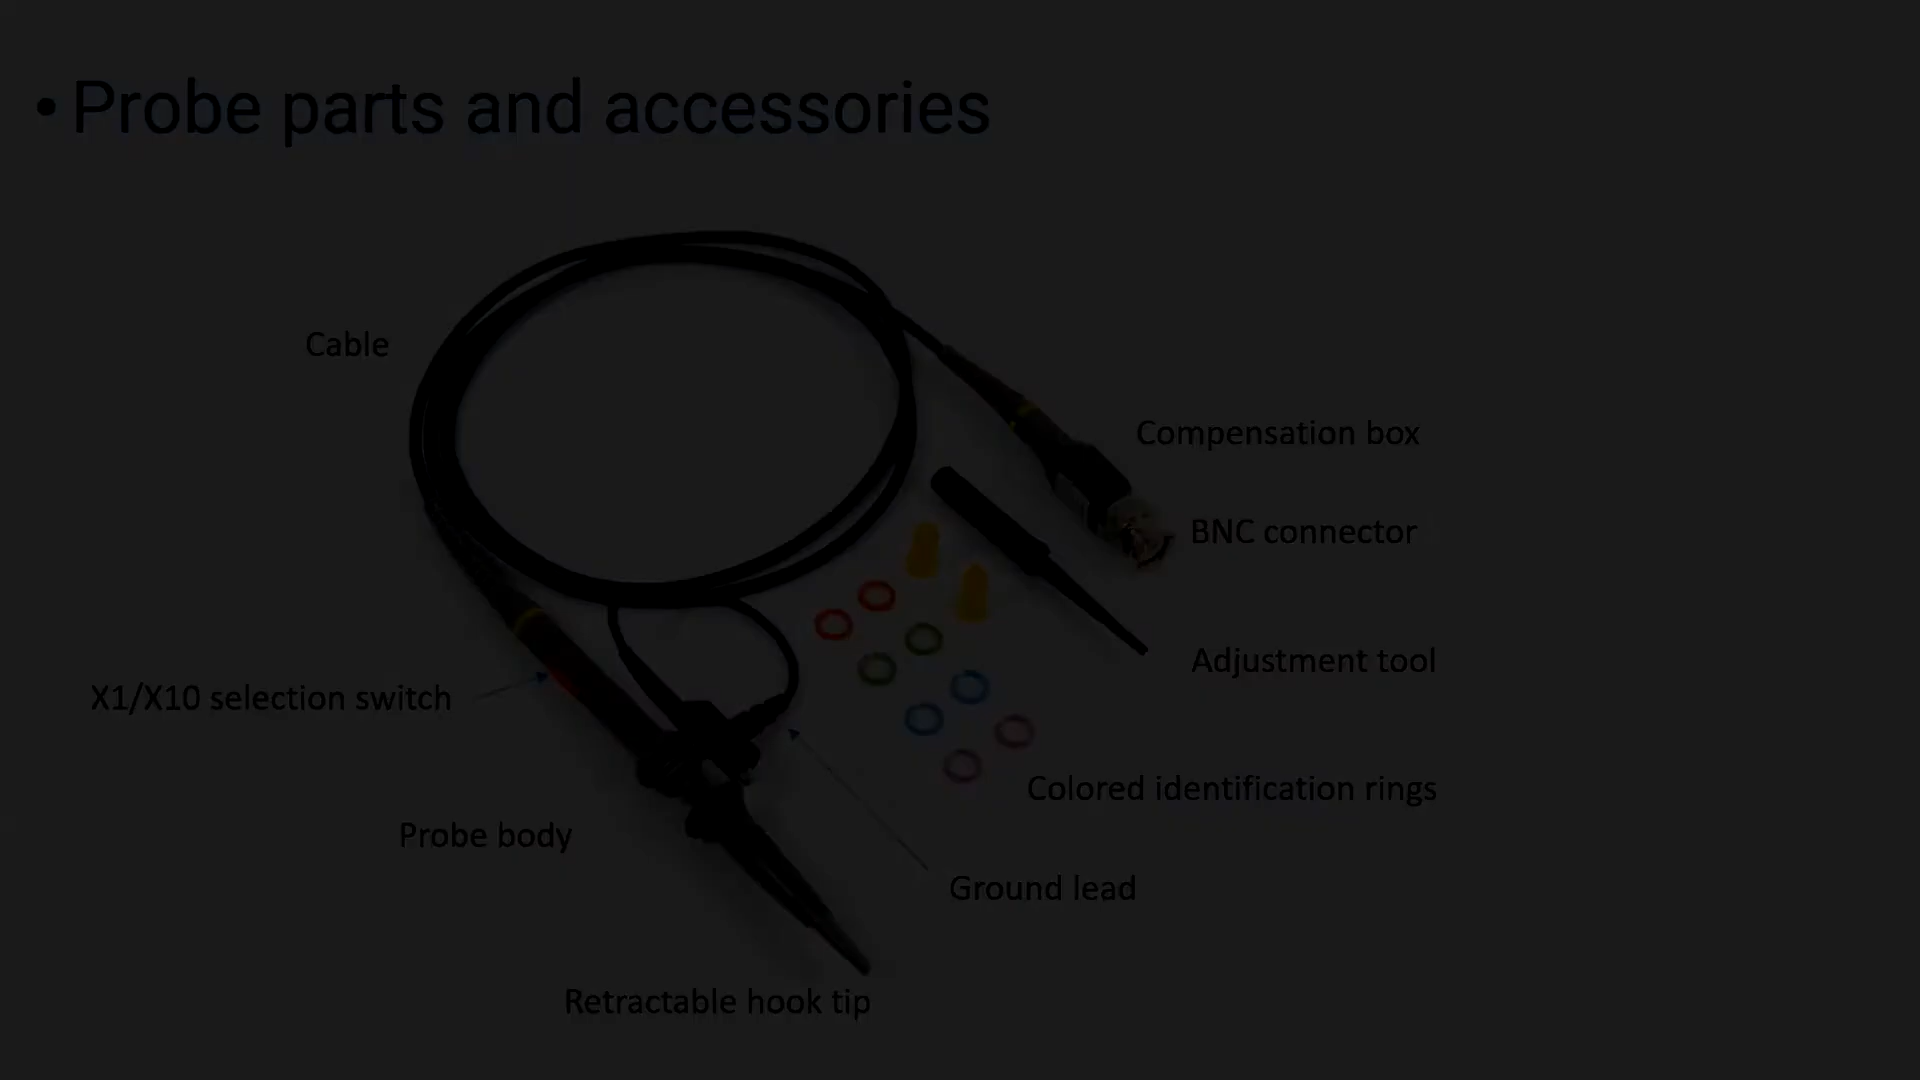 • Probe parts and accessories
Cable
Compensation box
BNC connector
Adjustment tool
X1/X10 selection switch
Colored identification rings
Probe body
Ground lead
Retractable hook tip